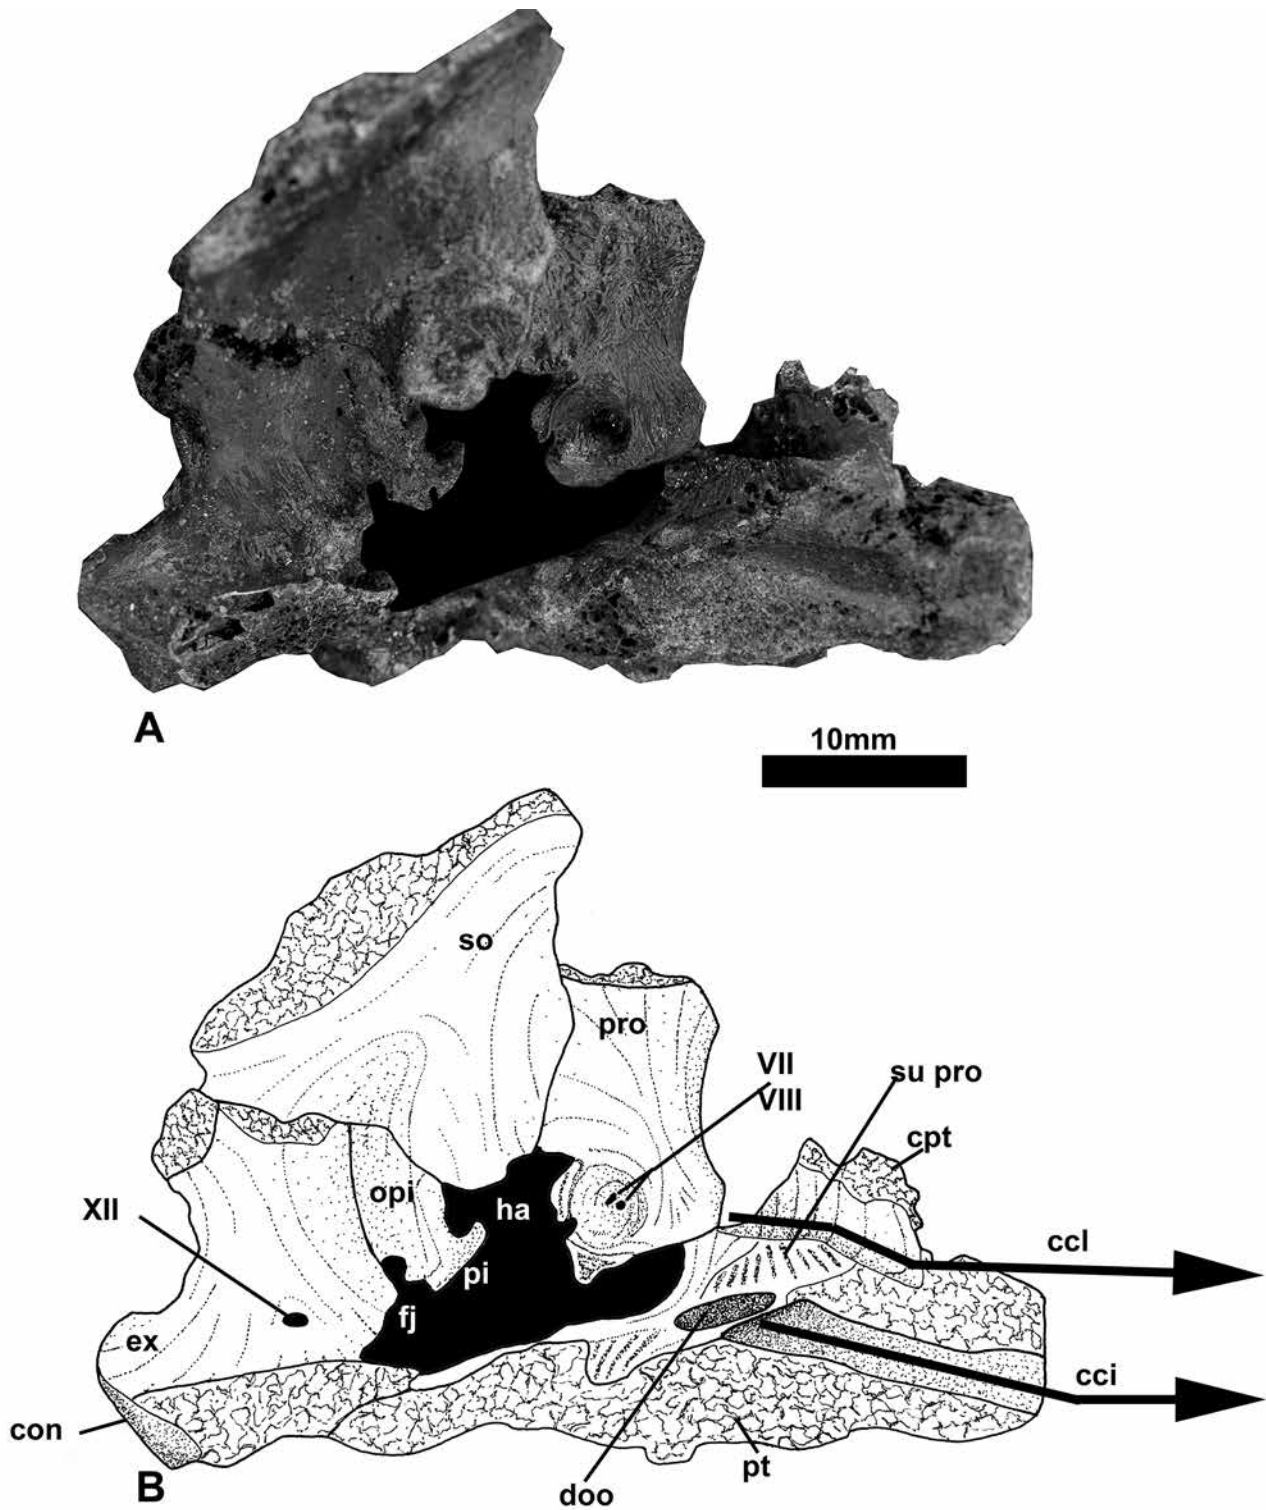 A
10mm
so
pro
VII
VIII
su pro
cpt
opi
ha
XII
pi
ccl
fj
ex
cci
con
pt
B
doo